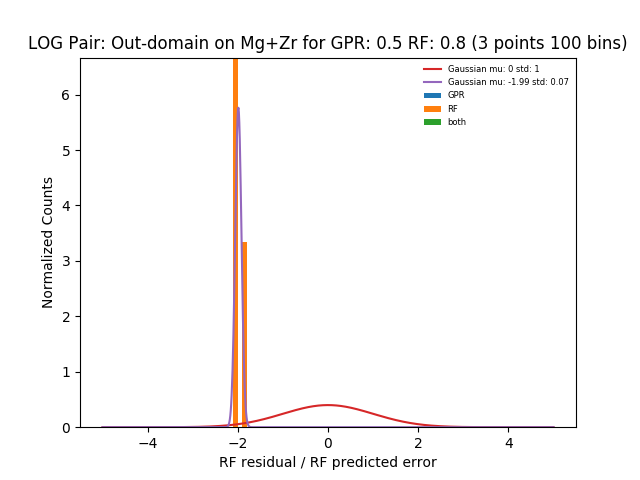 LOG Pair: Out-domain on Mg+Zr for GPR: 0.5 RF: 0.8 (3 points 100 bins)
Gaussian mu: 0 std: 1
Gaussian mu: -1.99 std: 0.07
GPR
RF
both
Normalized Counts
6
5
4
3
2
1
0
−4
−2
0
2
4
RF residual / RF predicted error